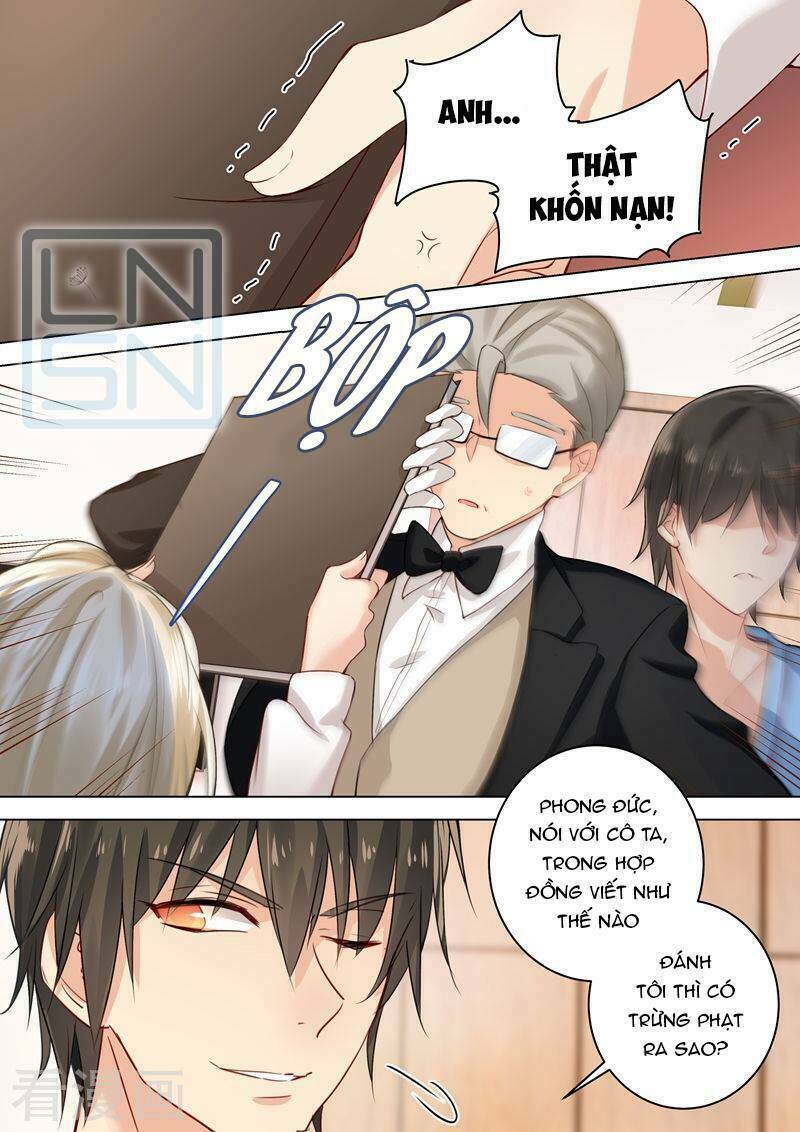 ANH...
THẬT
KHỐN NẠN!
LN
SN
BỘP
PHONG ĐỨC,
NÓI VỚI CÔ TA,
TRONG HỢP
ĐỒNG VIẾT NHƯ
THẾ NÀO
ĐÁNH
TÔI THÌ CÓ
TRỪNG PHẠT
RA SAO?
看漫画